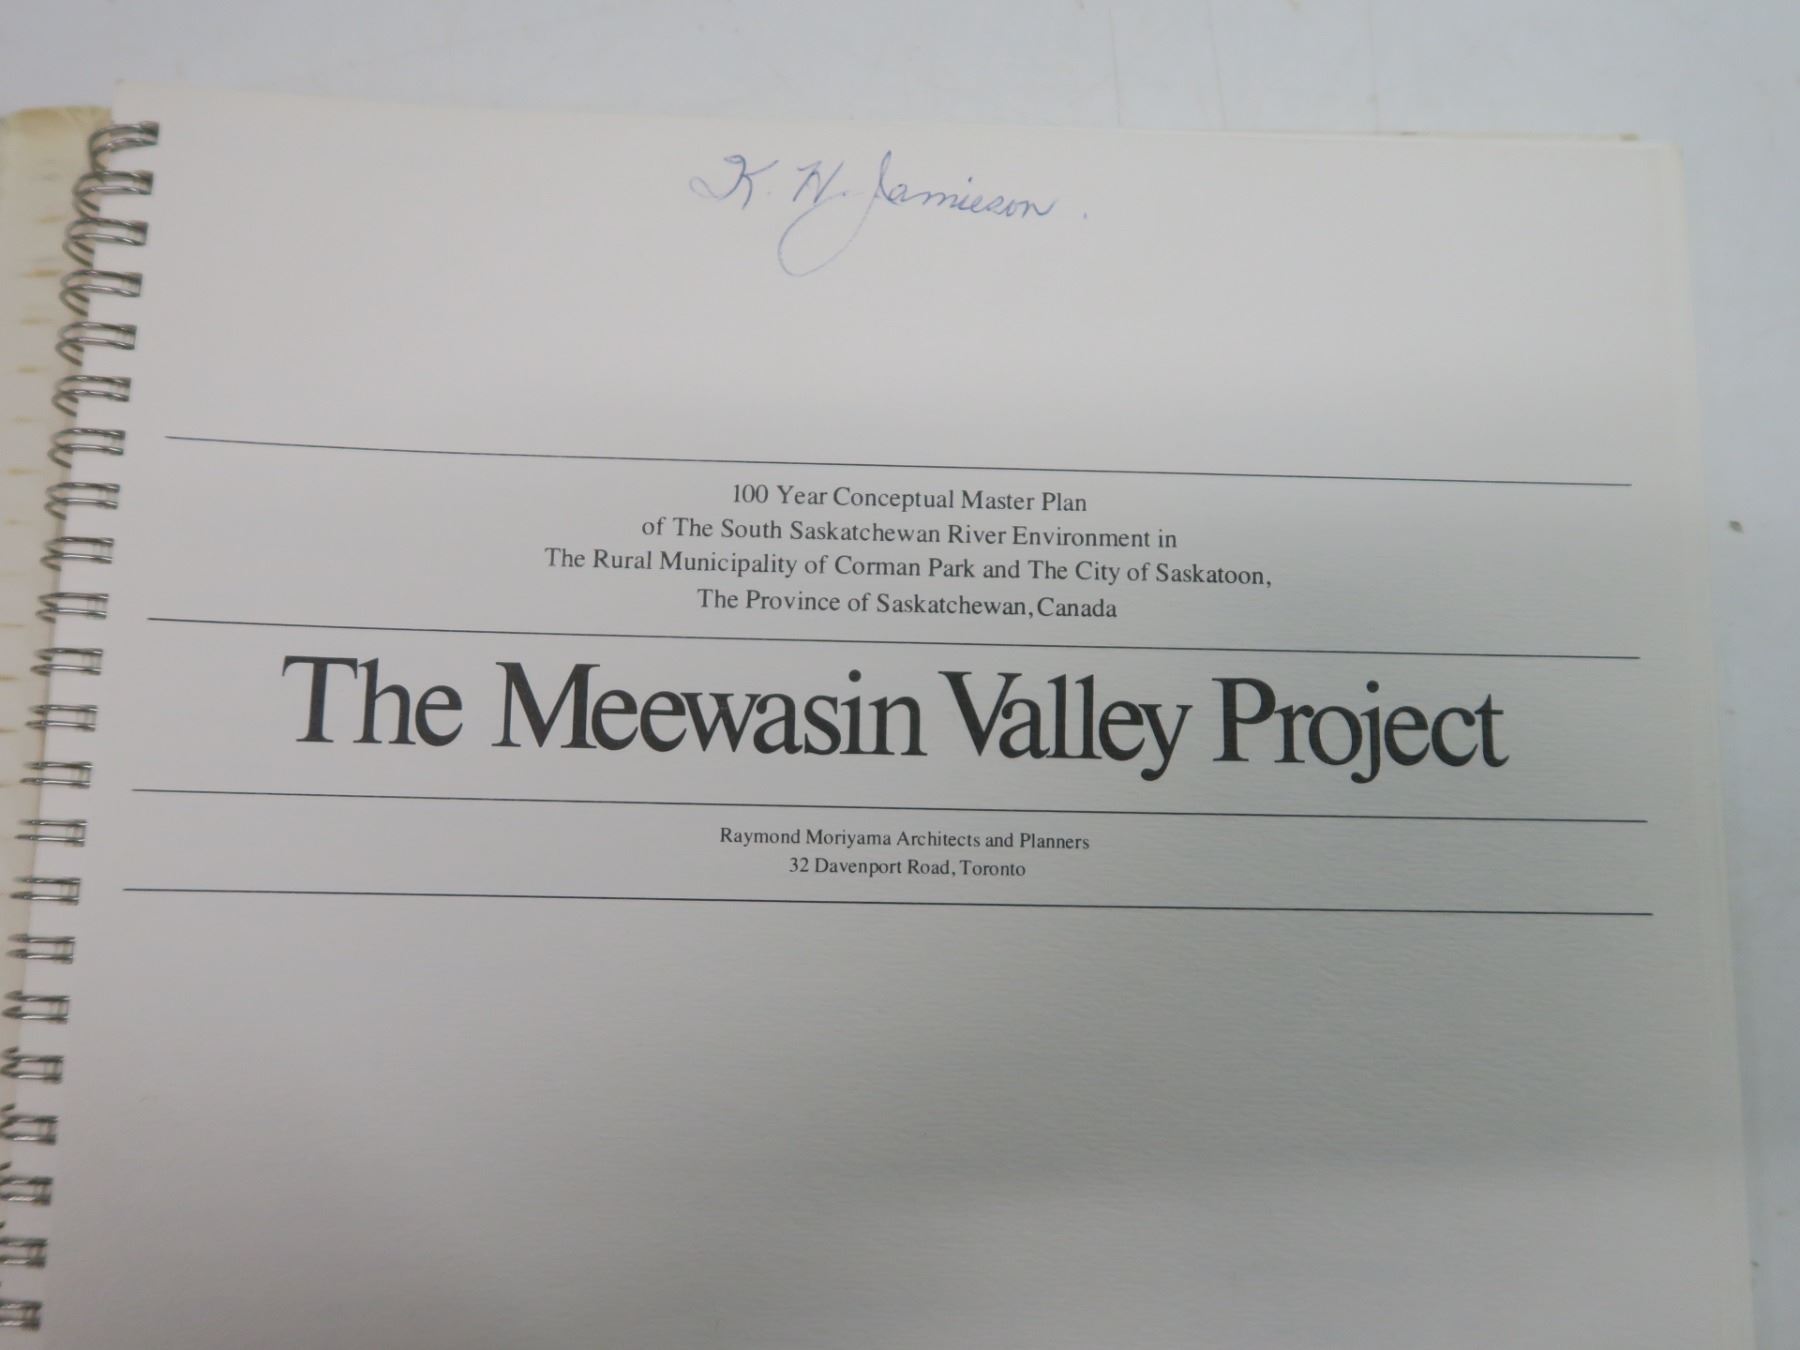 K. W. Jamieson.
100 Year Conceptual Master Plan
of The South Saskatchewan River Environment in
The Rural Municipality of Corman Park and The City of Saskatoon,
The Province of Saskatchewan, Canada
The Meewasin Valley Project
Raymond Moriyama Architects and Planners
32 Davenport Road, Toronto